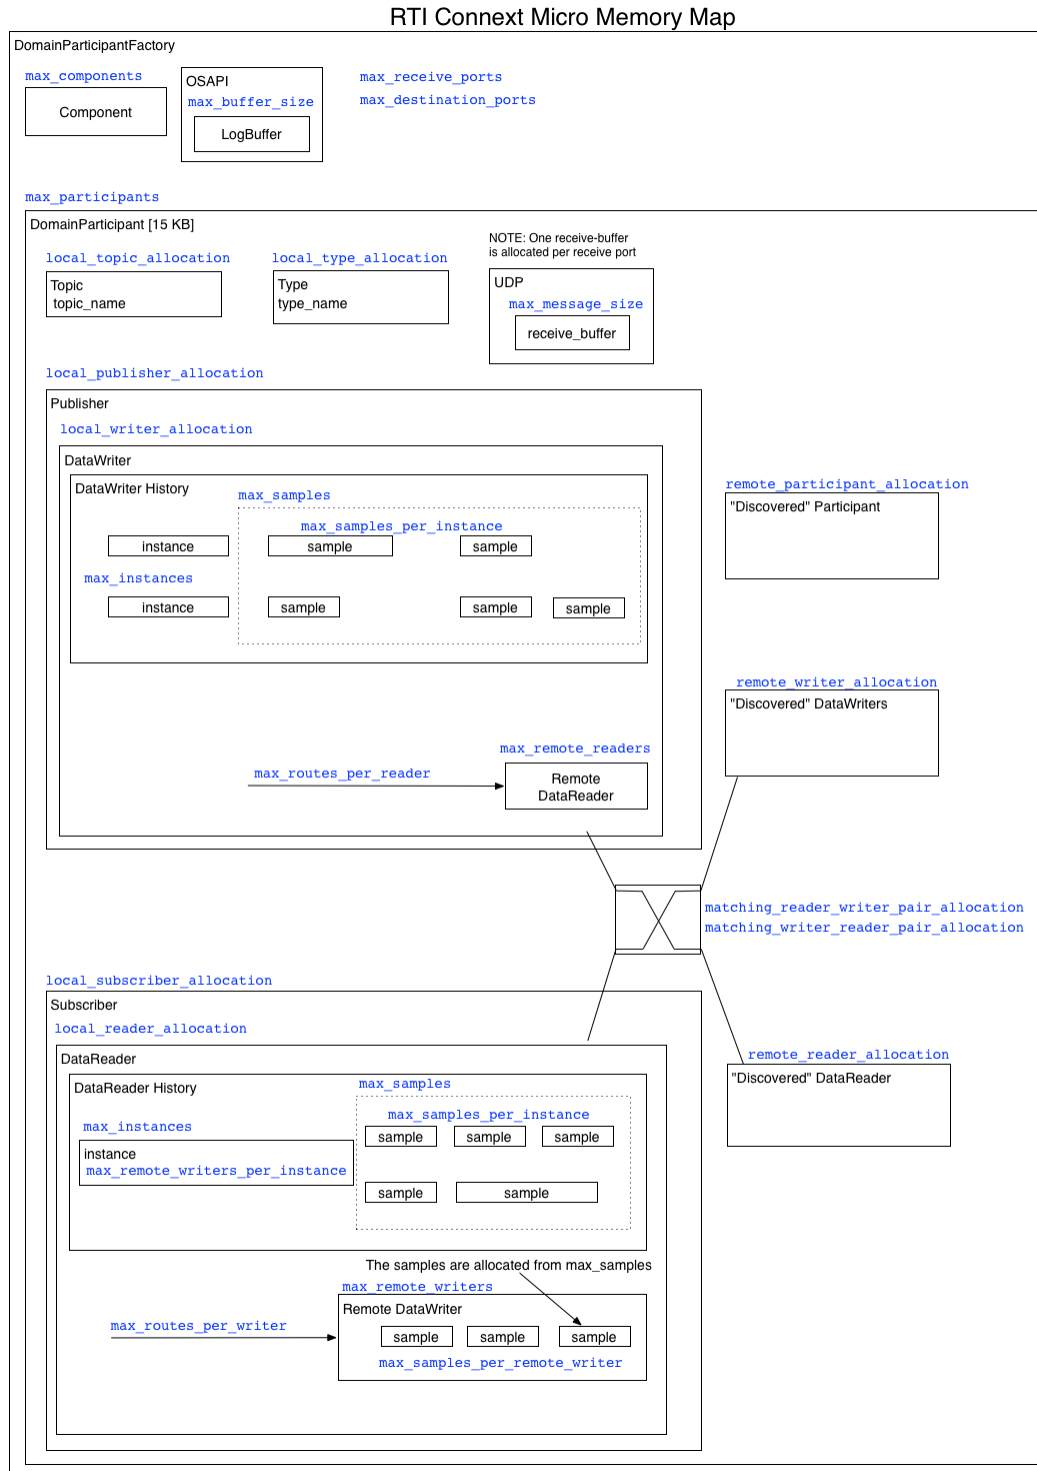 RTI Connext Micro Memory Map
DomainParticipantFactory
max_components
Component
OSAPI
max_buffer_size
LogBuffer
max_receive_ports
max_destination_ports
max_participants
DomainParticipant [15 KB]
local_topic_allocation
Topic
topic_name
local_type_allocation
Type
type_name
NOTE: One receive-buffer
is allocated per receive port
UDP
max_message_size
receive_buffer
local_publisher_allocation
Publisher
local_writer_allocation
DataWriter
DataWriter History
max_samples
max_samples_per_instance
instance
sample
sample
max_instances
instance
sample
sample
sample
max_remote_readers
max_routes_per_reader
Remote
DataReader
remote_participant_allocation
"Discovered" Participant
remote_writer_allocation
"Discovered" DataWriters
matching_reader_writer_pair_allocation
matching_writer_reader_pair_allocation
local_subscriber_allocation
Subscriber
local_reader_allocation
DataReader
DataReader History
max_samples
max_samples_per_instance
max_instances
instance
max_remote_writers_per_instance
sample
sample
sample
sample
sample
The samples are allocated from max_samples
max_remote_writers
Remote DataWriter
max_routes_per_writer
sample
sample
sample
max_samples_per_remote_writer
remote_reader_allocation
"Discovered" DataReader